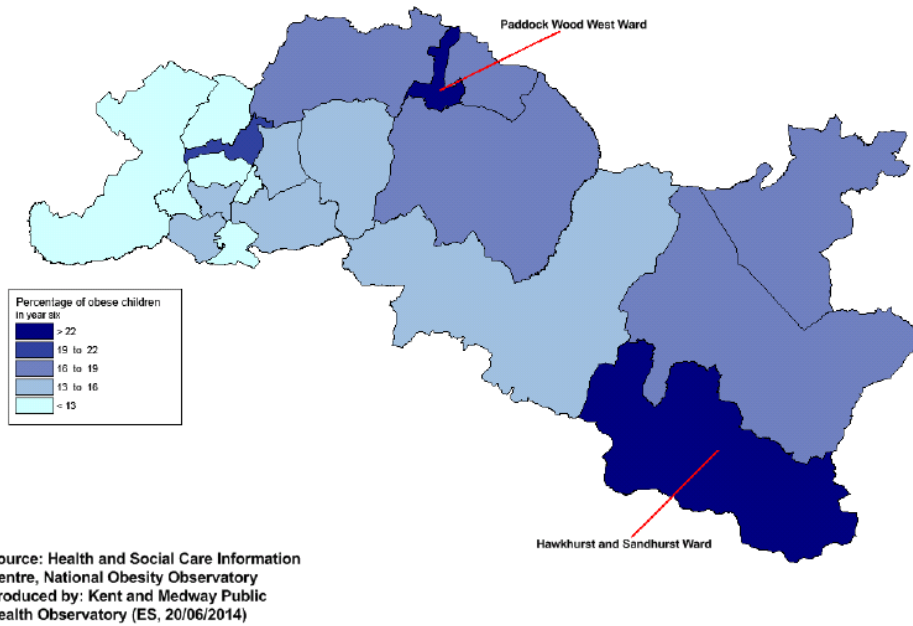 Paddock Wood West Ward
Percentage of obese children
in year six
> 22
19 to 22
16 to 19
13 to 16
< 13
Hawkhurst and Sandhurst Ward
ource: Health and Social Care Information
entre, National Obesity Observatory
roduced by: Kent and Medway Public
ealth Observatory (ES, 20/06/2014)